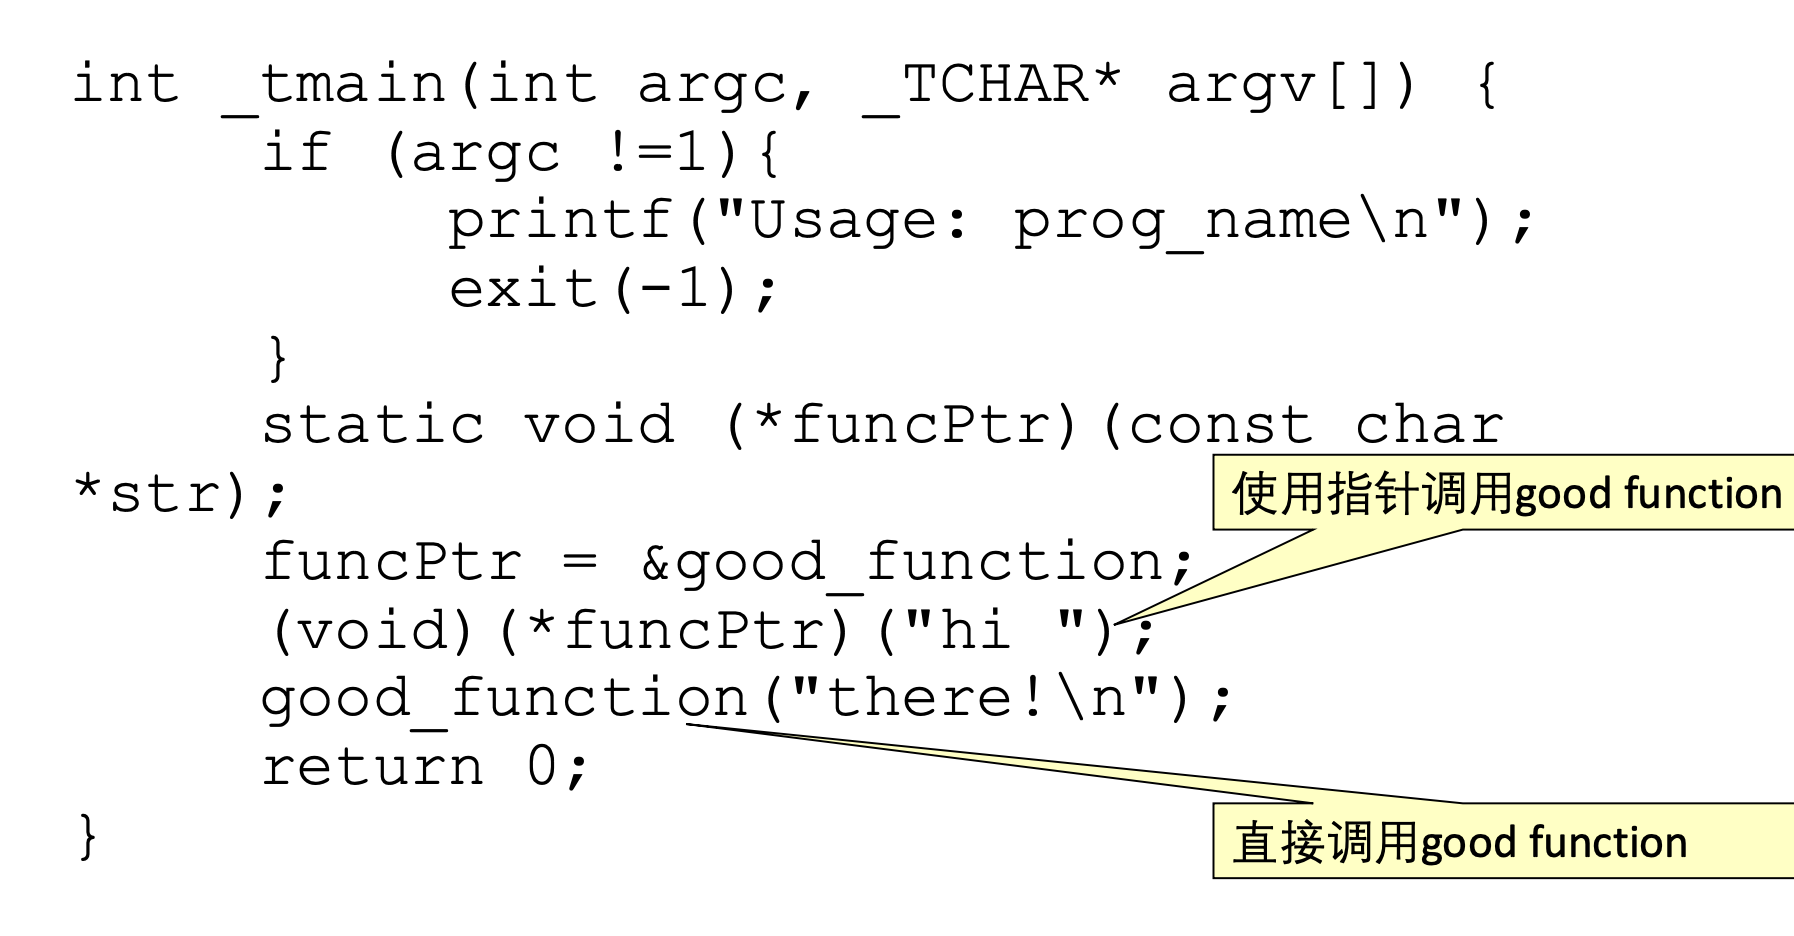 int _tmain(int argc, _TCHAR* argv[]) {
if (argc !=1){
printf("Usage: prog_name\n");
exit(-1);
}
static void (*funcPtr)(const char
*str);
使用指针调用good function
funcPtr = &good_function;
(void)(*funcPtr)("hi ");
good_function("there!\n");
return 0;
直接调用good function
}